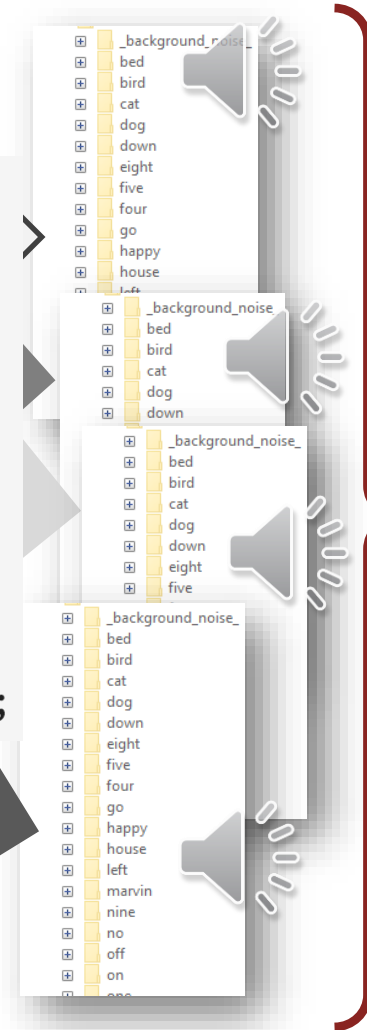 _background_noise_
bed
bird
cat
dog
down
eight
five
four
go
happy
house
left
_background_noise_
bed
bird
cat
dog
down
_background_noise_
bed
bird
cat
dog
down
eight
five
;
_background_noise_
bed
bird
cat
dog
down
eight
five
four
go
happy
house
left
marvin
nine
no
off
on
one